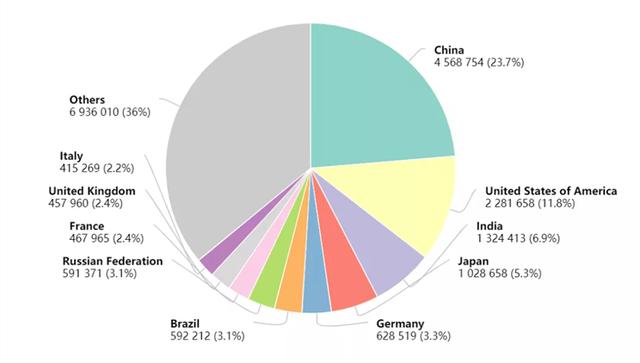 China
4 568 754 (23.7%)
United States of America
2 281 658 (11.8%)
India
1 324 413 (6.9%)
Japan
1 028 658 (5.3%)
Germany
628 519 (3.3%)
Brazil
592 212 (3.1%)
Russian Federation
591 371 (3.1%)
France
467 965 (2.4%)
United Kingdom
457 960 (2.4%)
Italy
415 269 (2.2%)
Others
6 936 010 (36%)